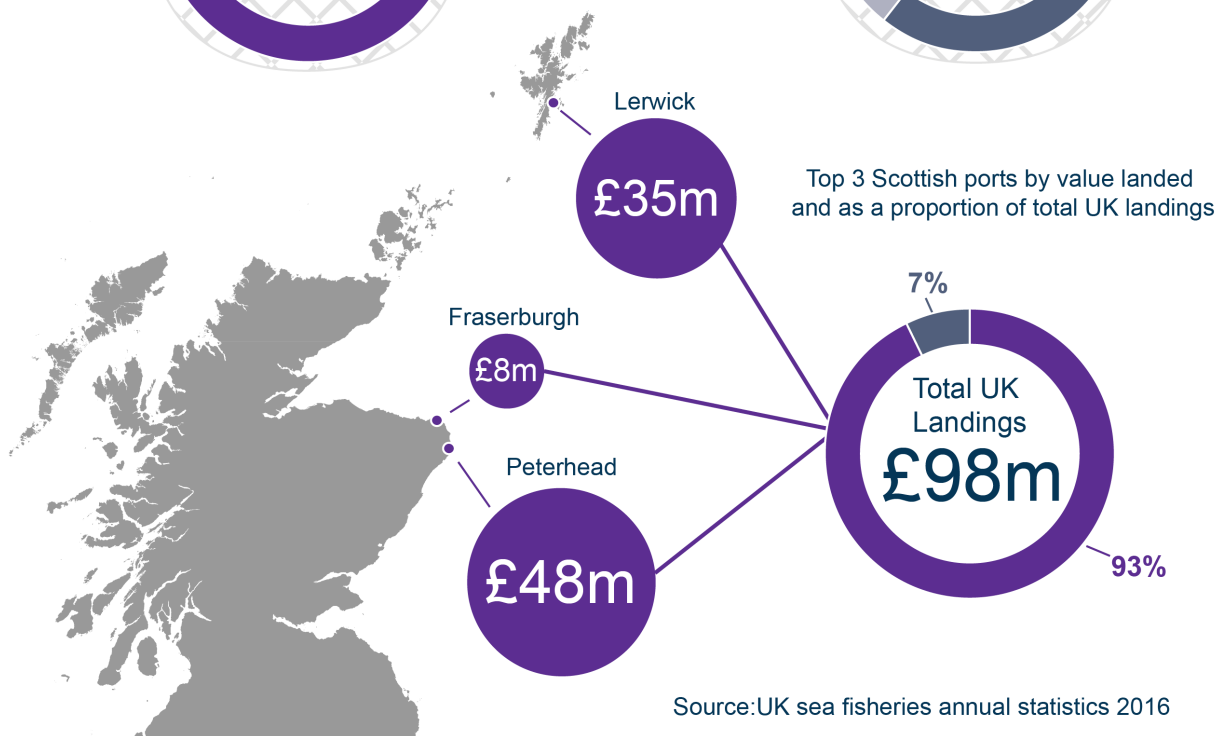 Lerwick
£35m
Top 3 Scottish ports by value landed
and as a proportion of total UK landings
7%
Fraserburgh
£8m
Total UK
Landings
£98m
Peterhead
£48m
93%
Source:UK sea fisheries annual statistics 2016